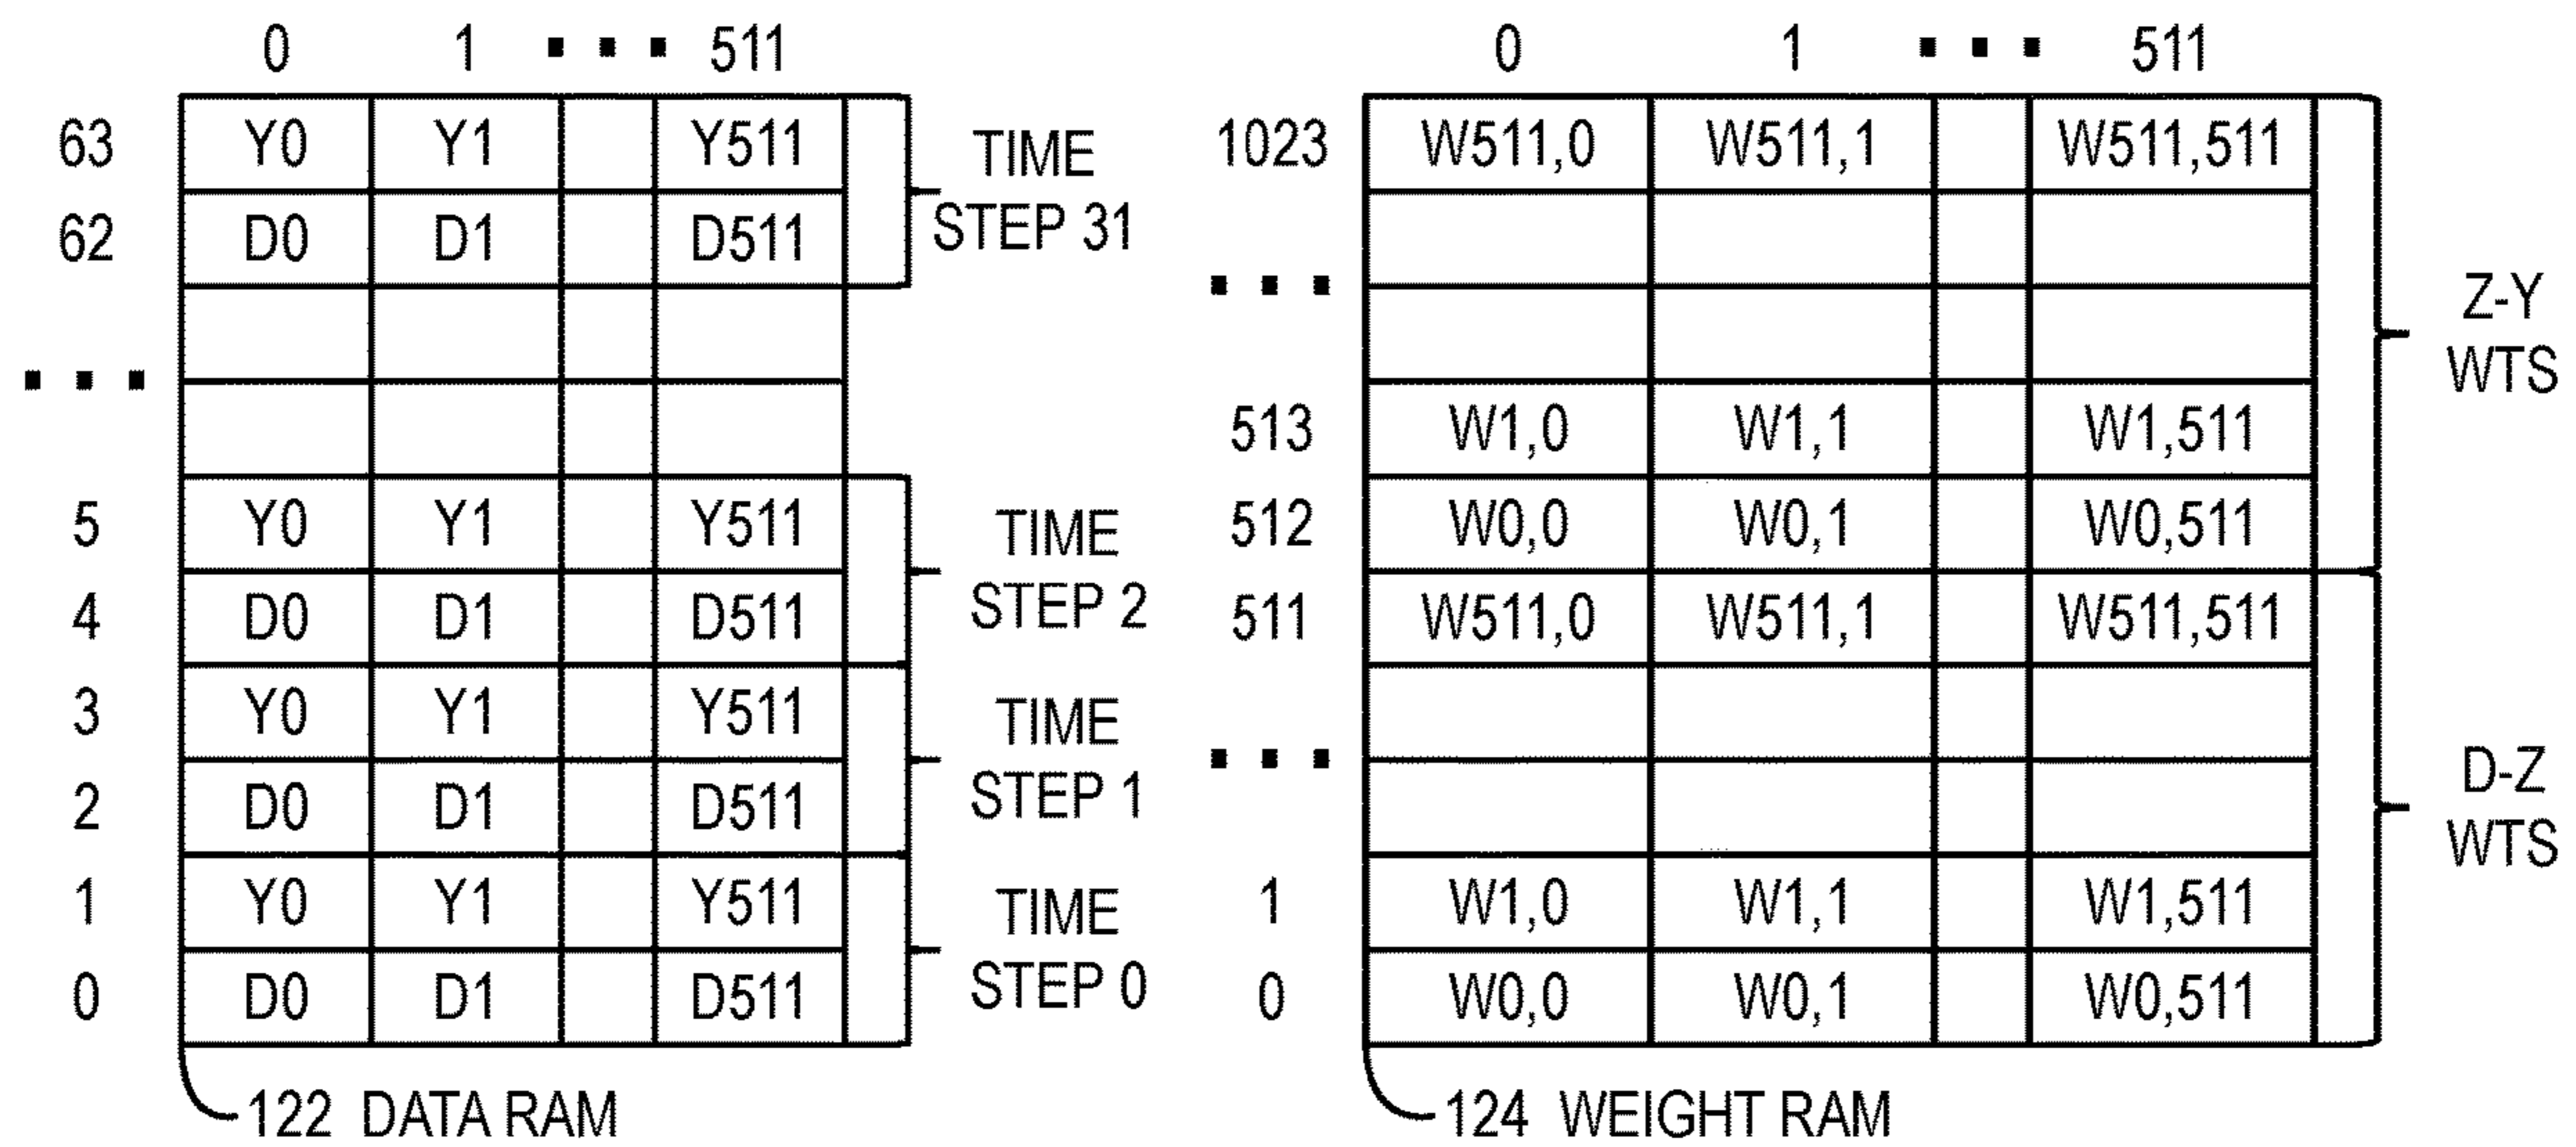 0 1 ... 511
63 Y0 Y1 Y511
62 D0 D1 D511
TIME
STEP 31
...
5 Y0 Y1 Y511
4 D0 D1 D511
TIME
STEP 2
3 Y0 Y1 Y511
2 D0 D1 D511
TIME
STEP 1
1 Y0 Y1 Y511
0 D0 D1 D511
TIME
STEP 0
122 DATA RAM
0 1 ... 511
1023 W511,0 W511,1 W511,511
...
513 W1,0 W1,1 W1,511
512 W0,0 W0,1 W0,511
Z-Y
WTS
511 W511,0 W511,1 W511,511
...
1 W1,0 W1,1 W1,511
0 W0,0 W0,1 W0,511
D-Z
WTS
124 WEIGHT RAM